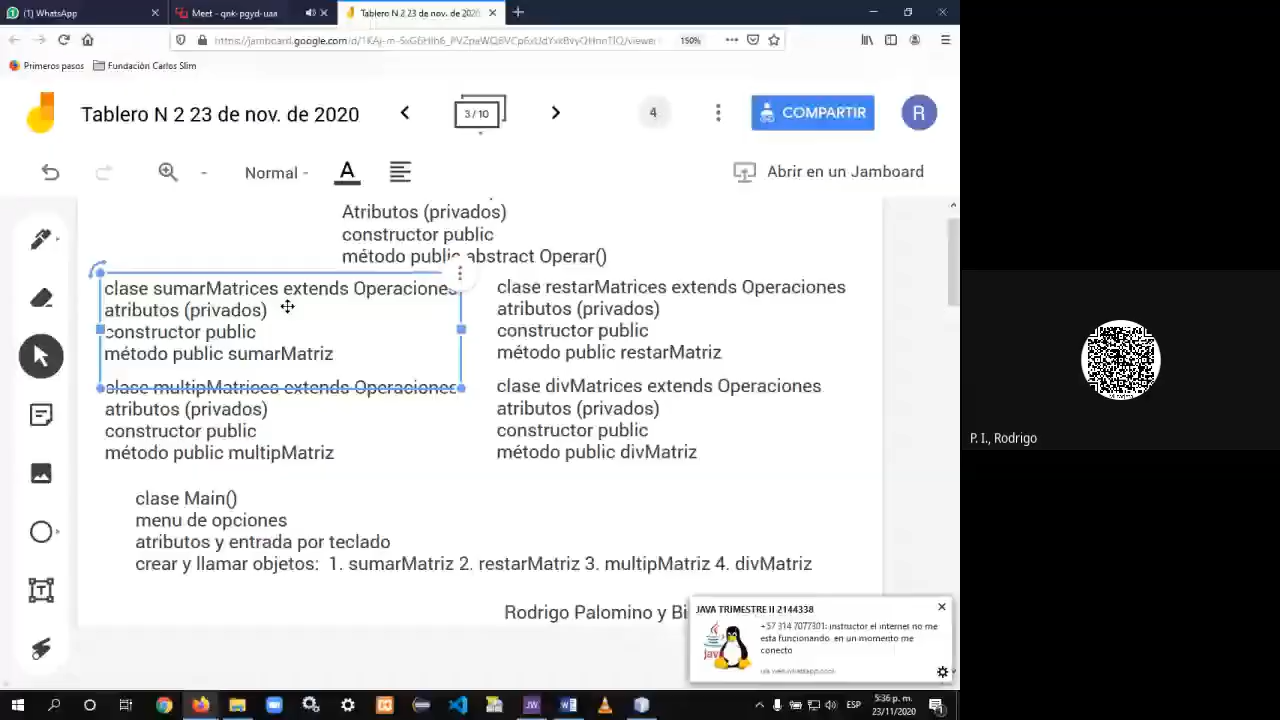 (1) WhatsApp
Meet - qnk-pgyd-uaa
Tablero N 2 23 de nov. de 2020
150%
Primeros pasos
Fundación Carlos Slim
Tablero N 2 23 de nov. de 2020
3 / 10
4
COMPARTIR
R
Normal
A
Abrir en un Jamboard
Atributos (privados)
constructor public
método public abstract Operar()
clase sumarMatrices extends Operaciones
atributos (privados)
constructor public
método public sumarMatriz
clase restarMatrices extends Operaciones
atributos (privados)
constructor public
método public restarMatriz
clase multipMatrices extends Operaciones
atributos (privados)
constructor public
método public multipMatriz
clase divMatrices extends Operaciones
atributos (privados)
constructor public
método public divMatriz
clase Main()
menu de opciones
atributos y entrada por teclado
crear y llamar objetos: 1. sumarMatriz 2. restarMatriz 3. multipMatriz 4. divMatriz
Rodrigo Palomino y Bi
JAVA TRIMESTRE II 2144338
instructor el internet no me
esta funcionando en un momento me
conecto
via web.whatsapp.com
P. I., Rodrigo
ESP
5:36 p. m.
23/11/2020